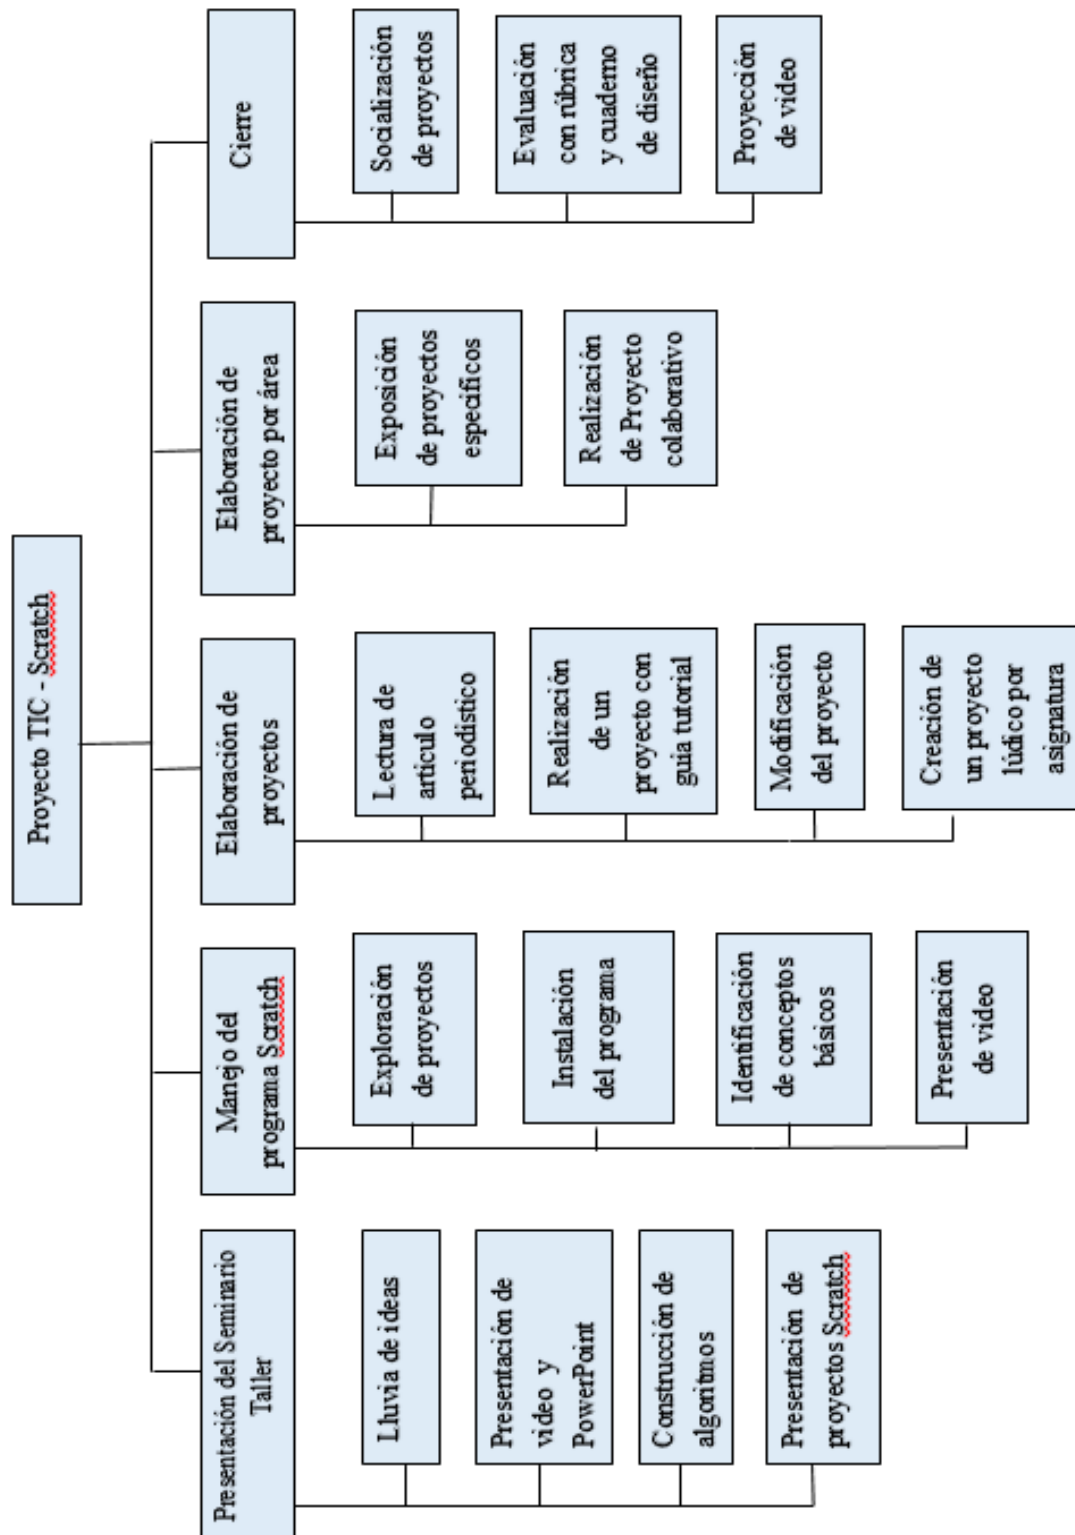 Proyecto TIC - Scratch
Presentación del Seminario
Taller
Lluvia de ideas
Presentación de
video y
PowerPoint
Construcción de
algoritmos
Presentación de
proyectos Scratch
Manejo del
programa Scratch
Exploración
de proyectos
Instalación
del programa
Identificación
de conceptos
básicos
Presentación
de video
Elaboración de
proyectos
Lectura de
articulo
periodístico
Realización
de un
proyecto con
guía tutorial
Modificación
del proyecto
Creación de
un proyecto
lúdico por
asignatura
Elaboración de
proyecto por área
Exposición
de proyectos
específicos
Realización
de Proyecto
colaborativo
Cierre
Socialización
de proyectos
Evaluación
con rúbrica
y cuaderno
de diseño
Proyección
de video